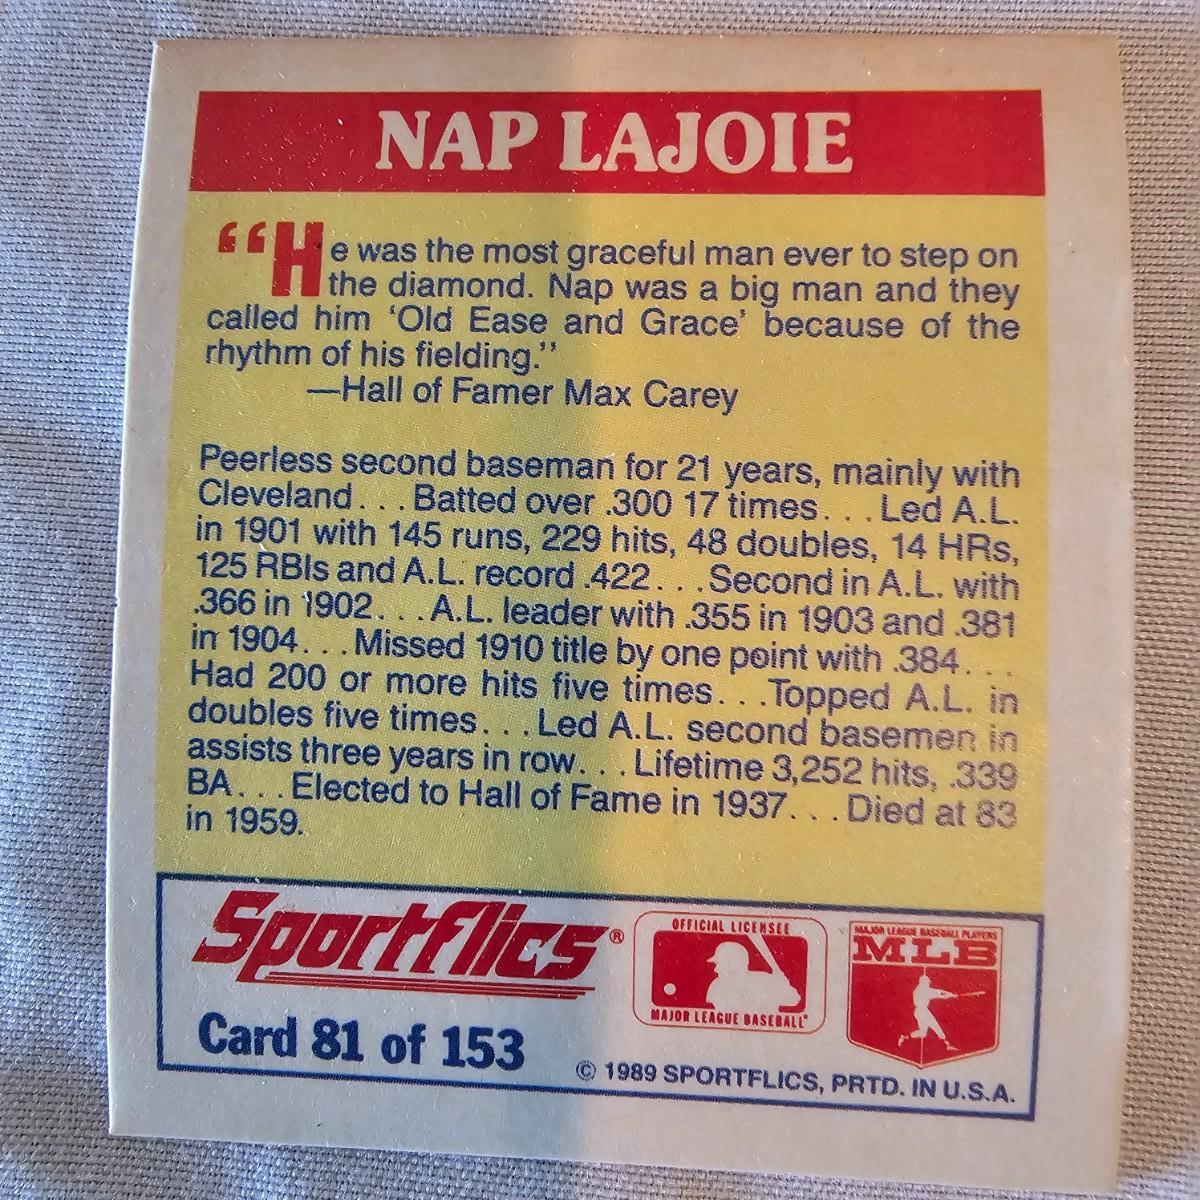 NAP LAJOIE
“He was the most graceful man ever to step on
the diamond. Nap was a big man and they
called him ‘Old Ease and Grace’ because of the
rhythm of his fielding.”
—Hall of Famer Max Carey
Peerless second baseman for 21 years, mainly with
Cleveland. . . Batted over .300 17 times. . . Led A.L.
in 1901 with 145 runs, 229 hits, 48 doubles, 14 HRs,
125 RBIs and A.L. record .422. . . Second in A.L. with
.366 in 1902. . . A.L. leader with .355 in 1903 and .381
in 1904. . . Missed 1910 title by one point with .384. . .
Had 200 or more hits five times. . . Topped A.L. in
doubles five times. . . Led A.L. second basemen in
assists three years in row. . . Lifetime 3,252 hits, .339
BA. . . Elected to Hall of Fame in 1937. . . Died at 83
in 1959.
Sportflics®
Card 81 of 153
OFFICIAL LICENSEE
MAJOR LEAGUE BASEBALL
MAJOR LEAGUE BASEBALL PLAYERS
MLB
© 1989 SPORTFLICS, PRTD. IN U.S.A.